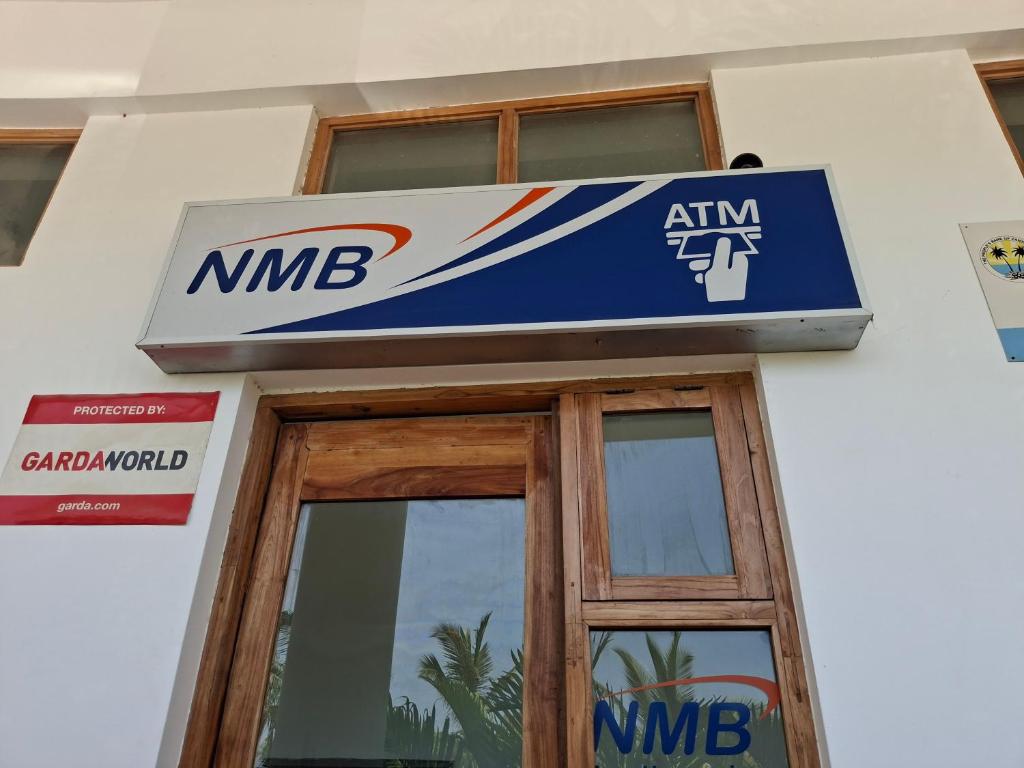 NMB
ATM
PROTECTED BY:
GARDAWORLD
garda.com
NMB